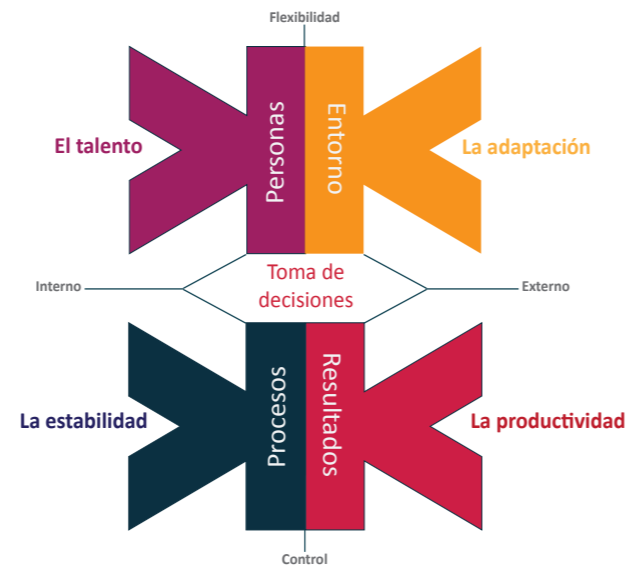 Flexibilidad
El talento
Personas
Entorno
La adaptación
Interno
Toma de
decisiones
Externo
La estabilidad
Procesos
Resultados
La productividad
Control